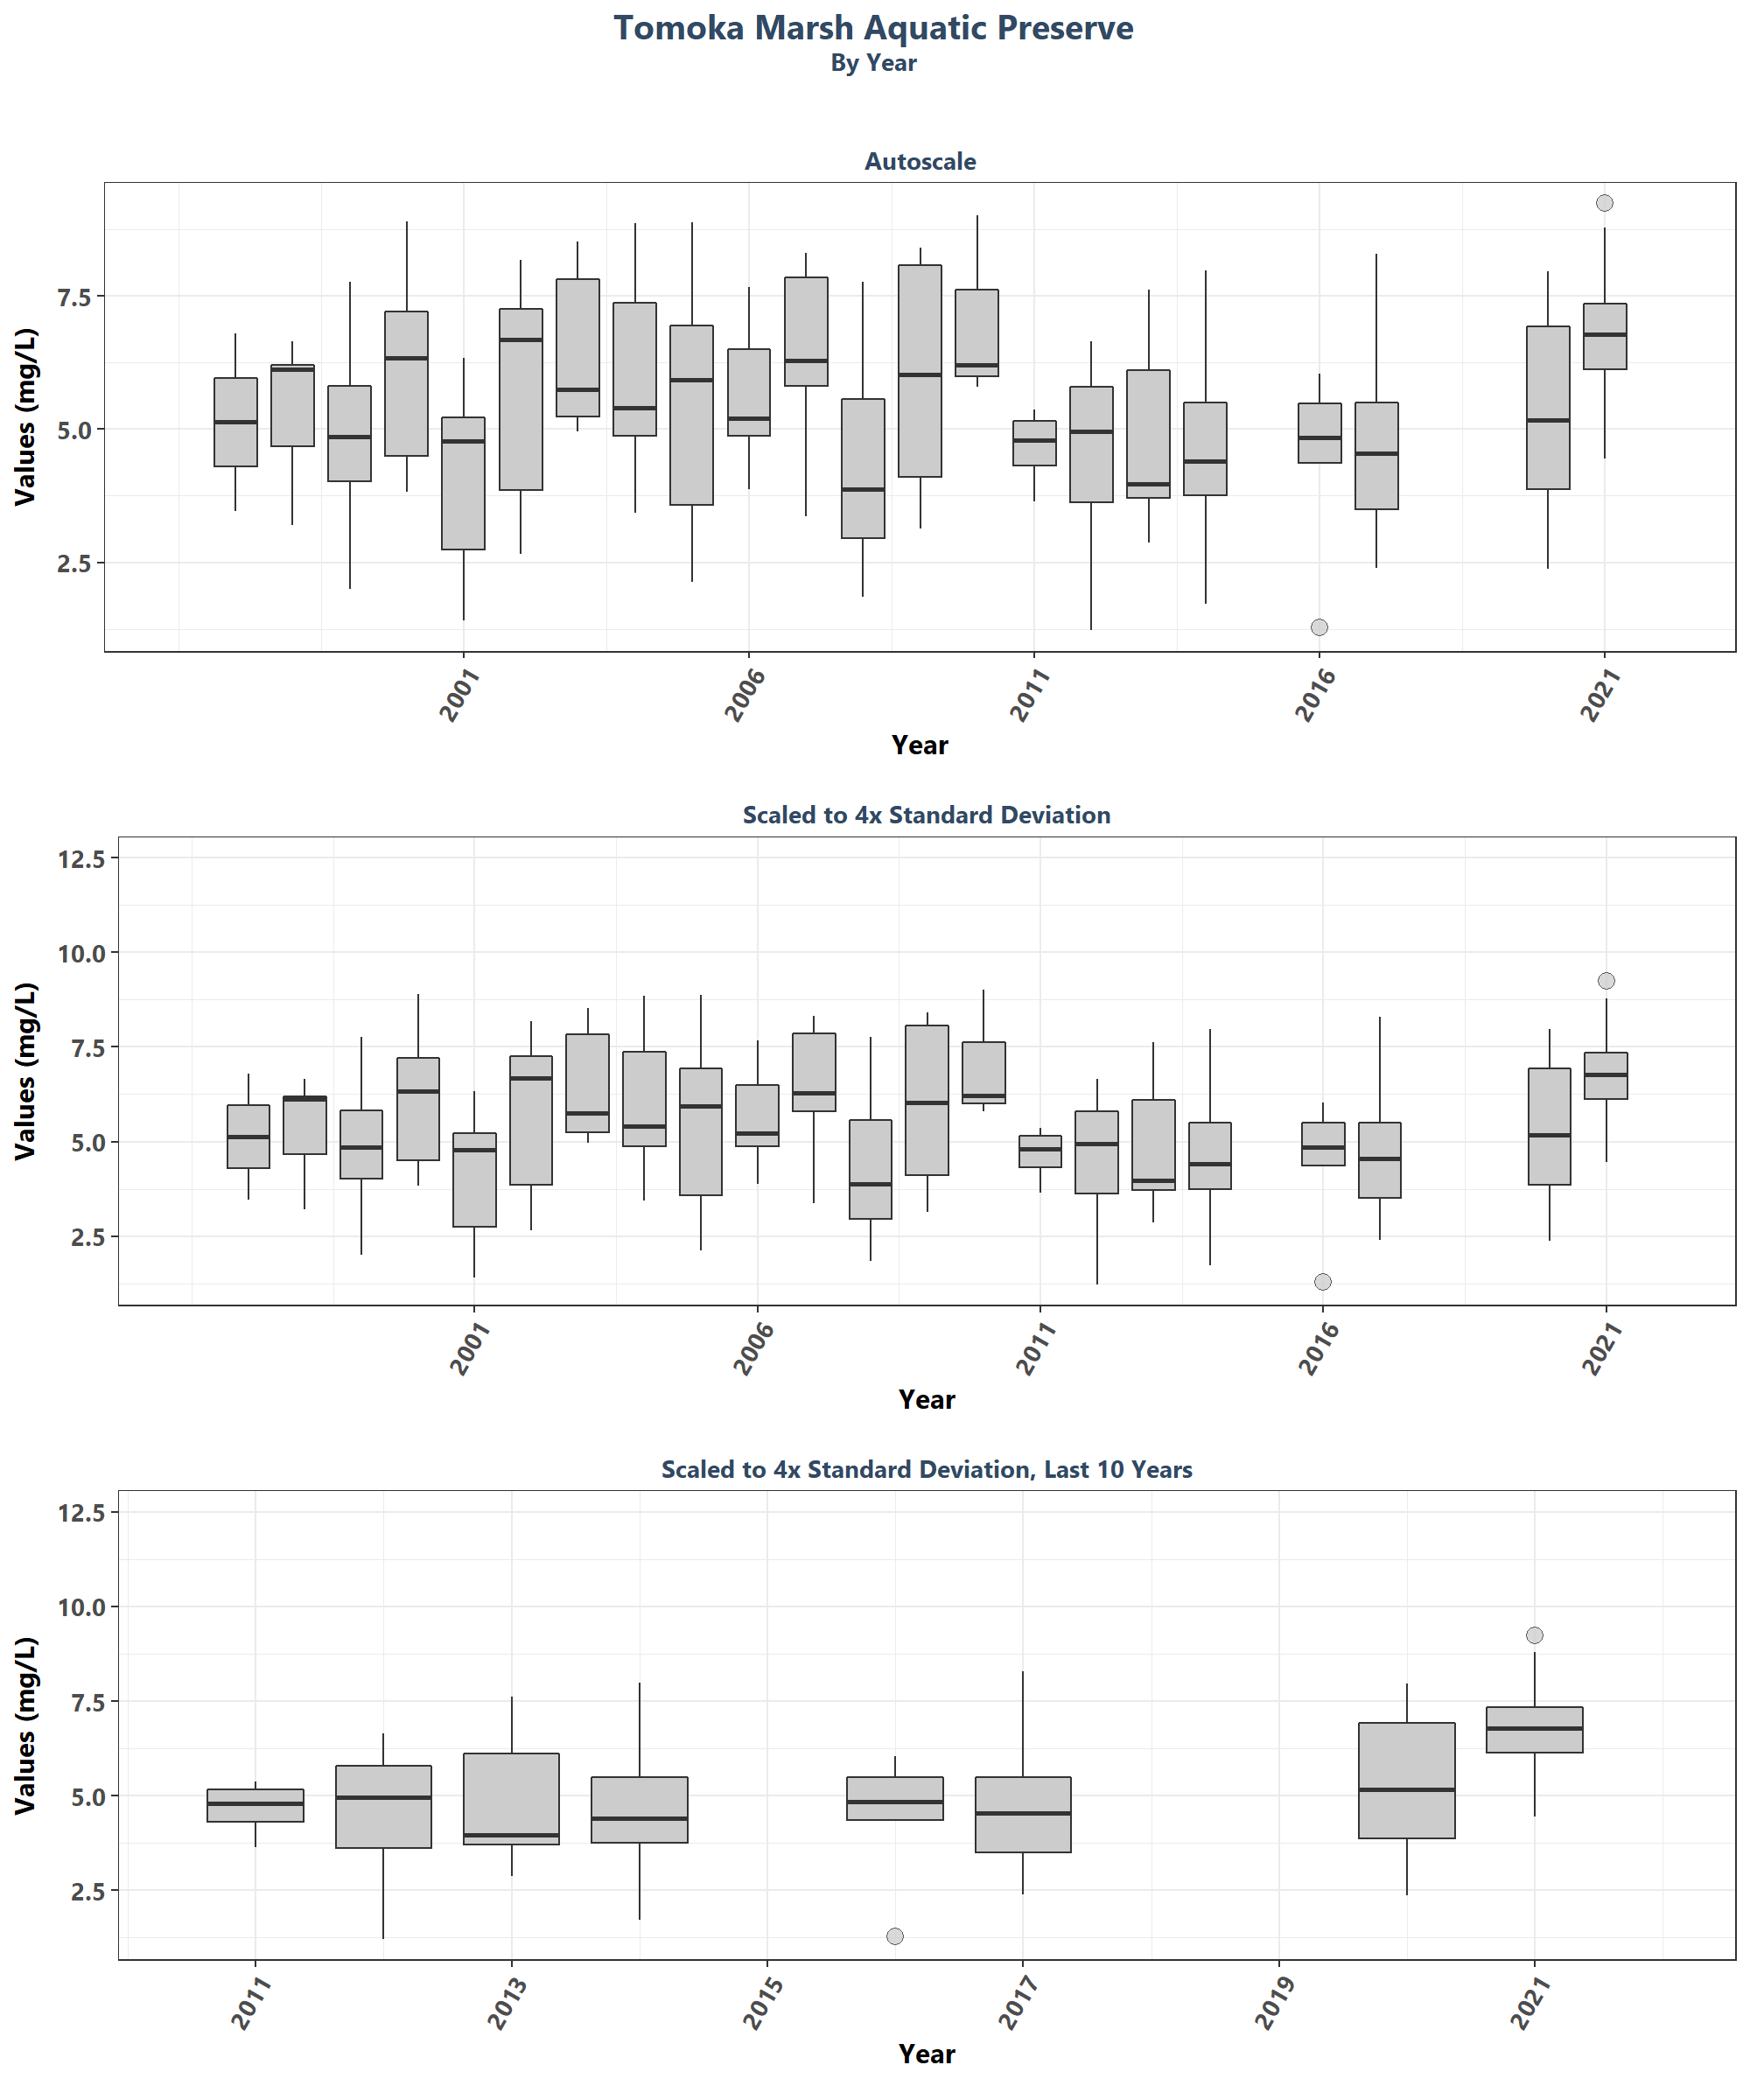 Tomoka Marsh Aquatic Preserve
By Year
Autoscale
Values (mg/L)
7.5
5.0
2.5
2001
2006
2011
2016
2021
Year
Scaled to 4x Standard Deviation
Values (mg/L)
12.5
10.0
7.5
5.0
2.5
2001
2006
2011
2016
2021
Year
Scaled to 4x Standard Deviation, Last 10 Years
Values (mg/L)
12.5
10.0
7.5
5.0
2.5
2011
2013
2015
2017
2019
2021
Year